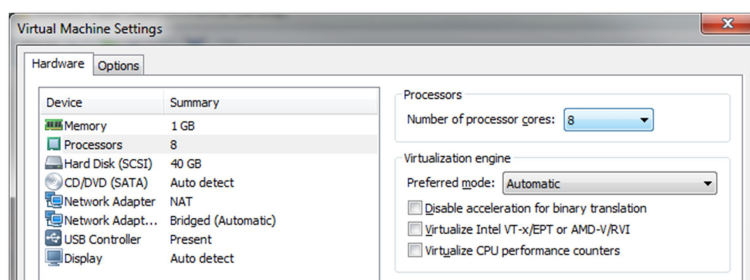 Virtual Machine Settings
Hardware
Options
Device Summary
Memory 1 GB
Processors 8
Hard Disk (SCSI) 40 GB
CD/DVD (SATA) Auto detect
Network Adapter NAT
Network Adapt... Bridged (Automatic)
USB Controller Present
Display Auto detect
Processors
Number of processor cores: 8
Virtualization engine
Preferred mode: Automatic
Disable acceleration for binary translation
Virtualize Intel VT-x/EPT or AMD-V/RVI
Virtualize CPU performance counters